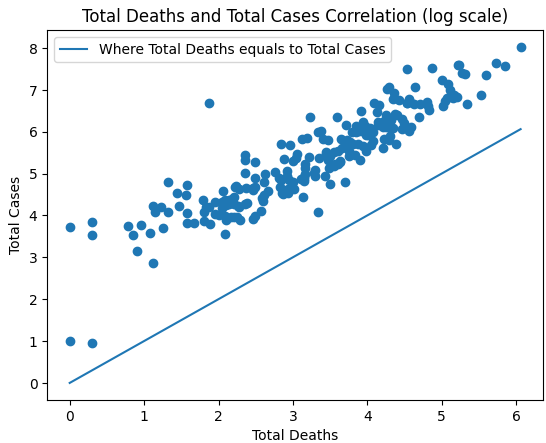 Total Deaths and Total Cases Correlation (log scale)
Where Total Deaths equals to Total Cases
Total Cases
8
7
6
5
4
3
2
1
0
0 1 2 3 4 5 6
Total Deaths